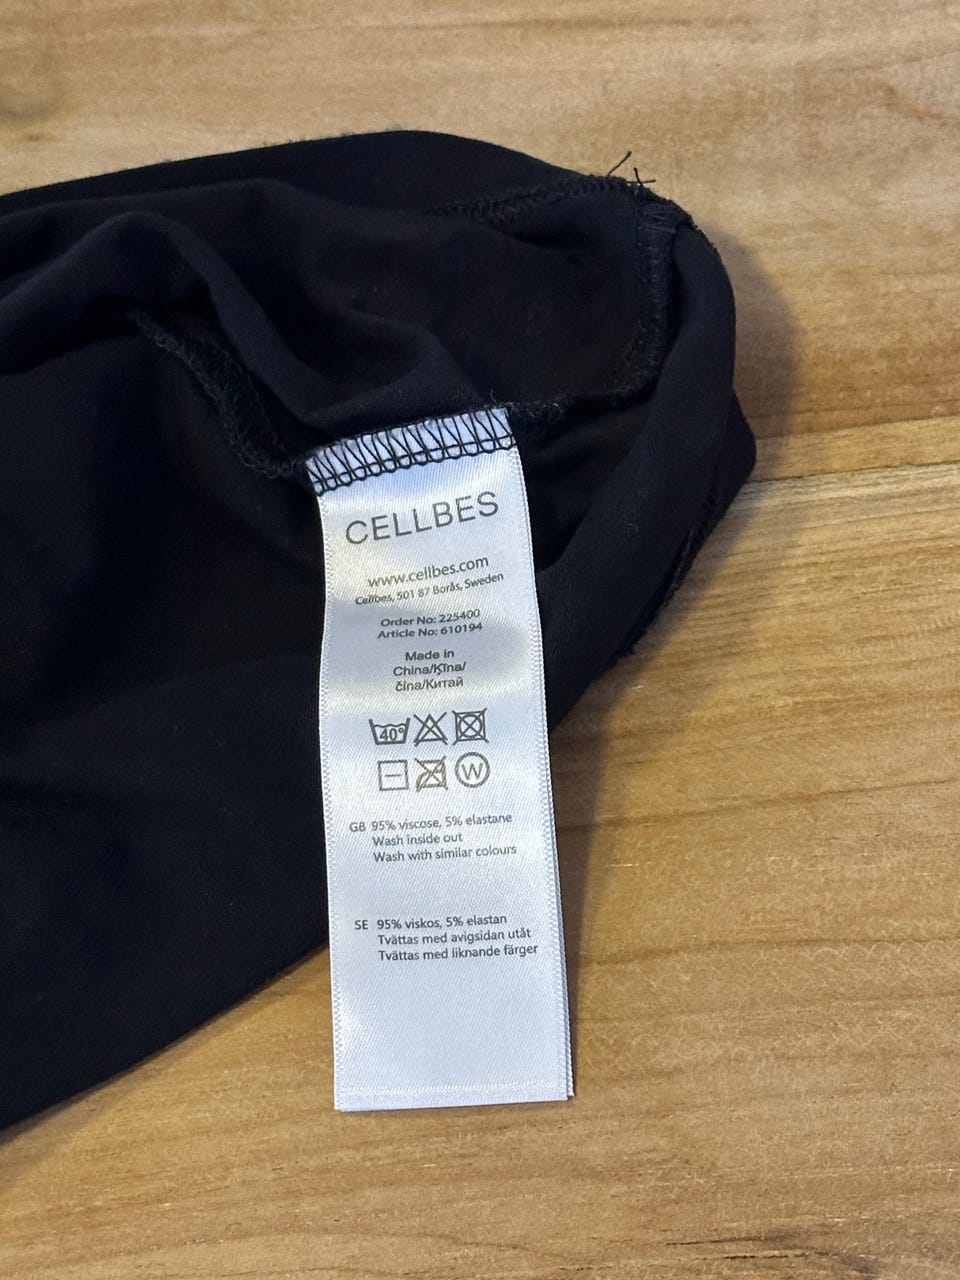 CELLBES
www.cellbes.com
Cellbes, 501 87 Borås, Sweden
Order No: 225400
Article No: 610194
Made in
China/Ķīna/
čína/Китай
40°
W
GB 95% viscose, 5% elastane
Wash inside out
Wash with similar colours
SE 95% viskos, 5% elastan
Tvättas med avigsidan utåt
Tvättas med liknande färger